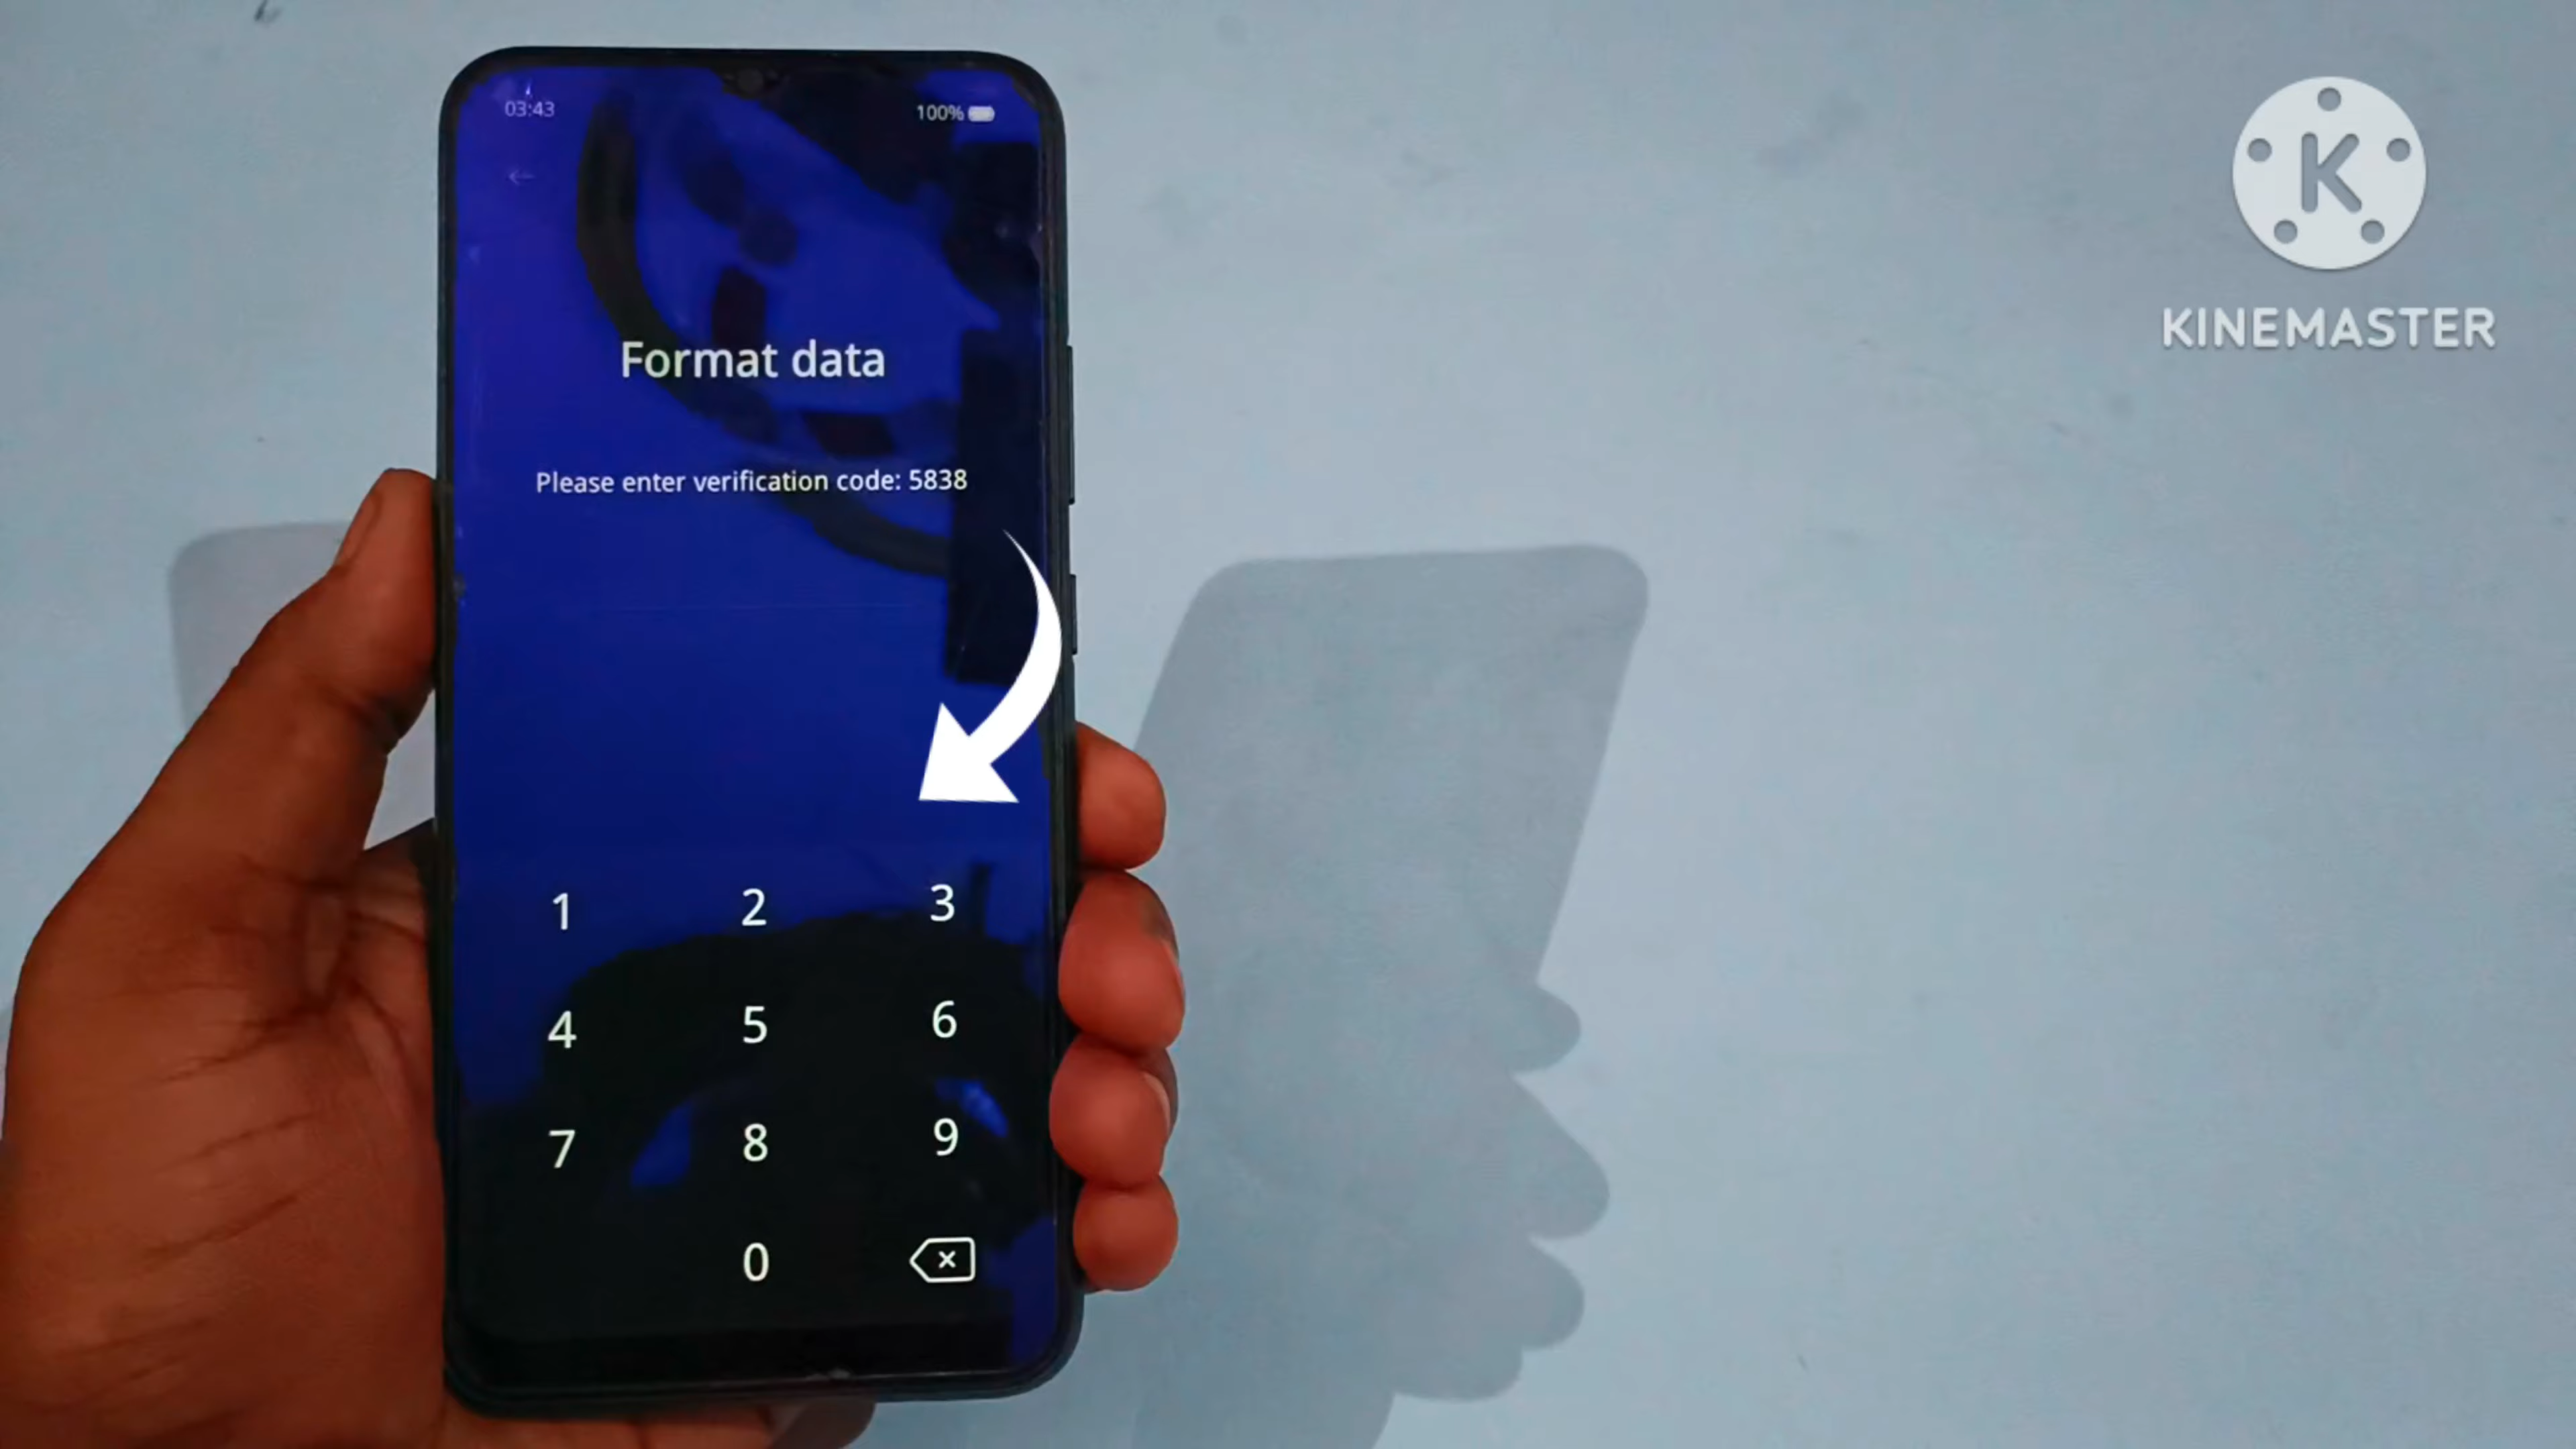 03:43
100%
Format data
Please enter verification code: 5838
1 2 3
4 5 6
7 8 9
0
K
KINEMASTER